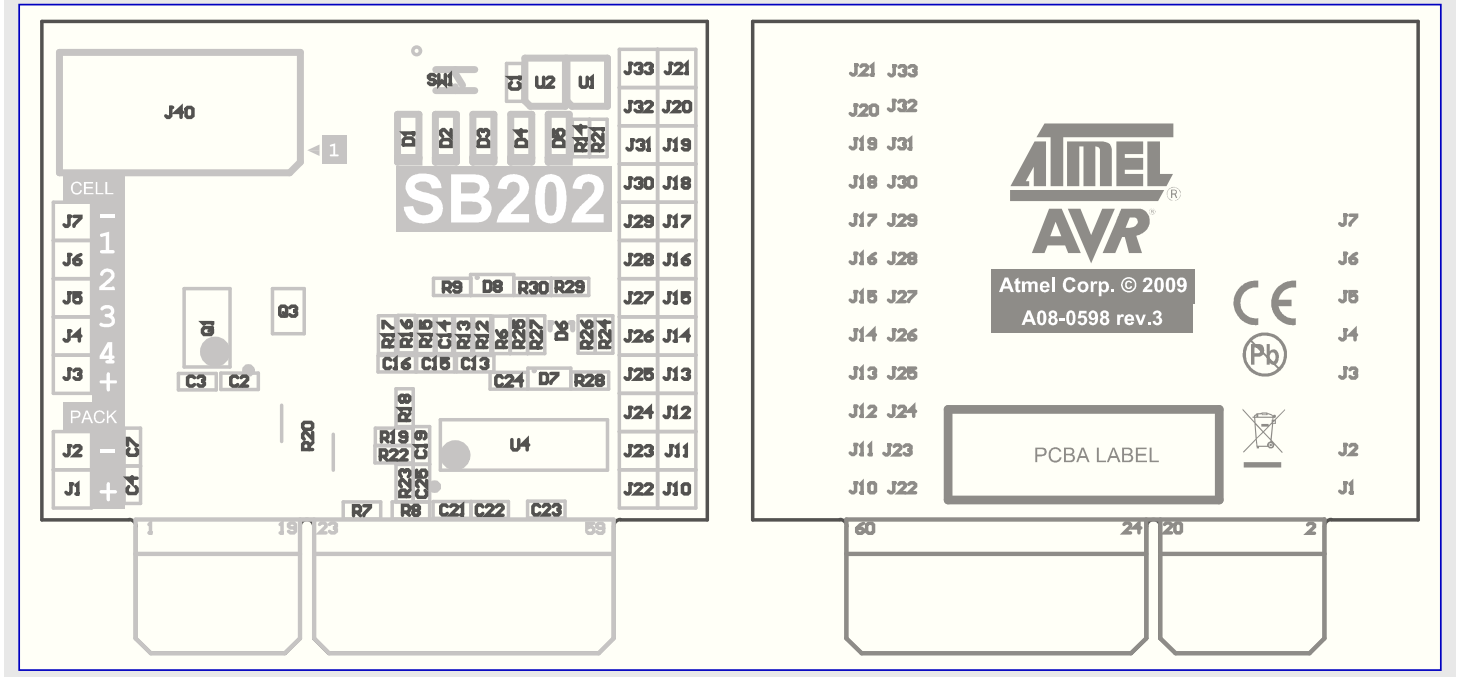 SW1 C1 U2 U1 J33 J21
J40 J32 J20
D1 D2 D3 D4 D5 R14 R21 J31 J19
1
CELL SB202 J30 J18
J7 - J29 J17
1
J6 J28 J16
2 R9 D8 R30 R29
J5 J27 J15
3 Q3
Q1 R17 R16 R15 C14 R13 R12 R6 R25 R27 D6 R26 R24
J4 J26 J14
4 C16 C15 C13
J3 + C3 C2 C24 D7 R28 J25 J13
PACK R18 J24 J12
R20 R19 C19
J2 - C7 R22 U4 J23 J11
J1 + C4 R23 C25 J22 J10
R7 R8 C21 C22 C23
1 19 23 59
J21 J33
J20 J32
J19 J31
ATMEL
®
J18 J30
AVR®
J17 J29 J7
J16 J28 J6
Atmel Corp. © 2009
J15 J27 CE J5
A08-0598 rev.3
J14 J26 J4
Pb
J13 J25 J3
J12 J24
J11 J23 PCBA LABEL J2
J10 J22 J1
60 24 20 2